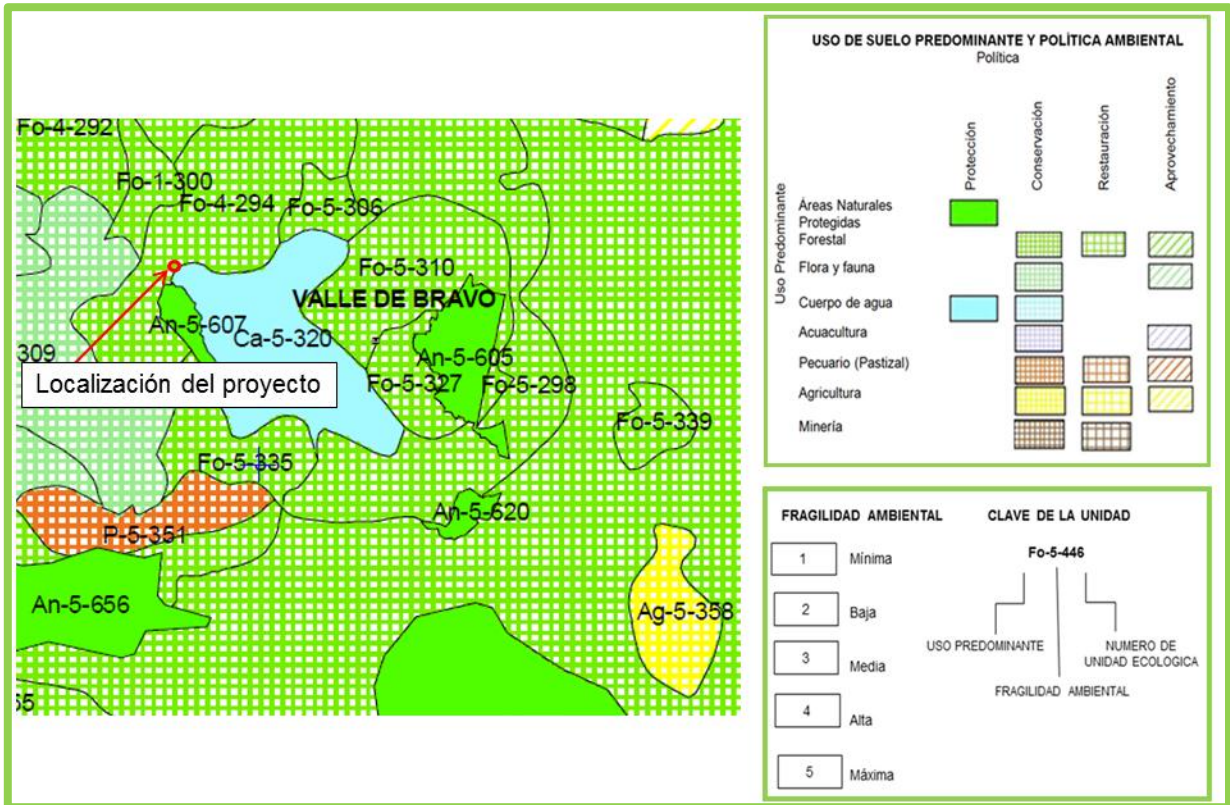 Fo-4-292
Fo-1-300
Fo-4-294
Fo-5-306
Fo-5-310
VALLE DE BRAVO
An-5-607
Ca-5-320
An-5-605
309
Localización del proyecto
Fo-5-327
Fo-5-298
Fo-5-339
Fo-5-335
An-5-620
P-5-351
An-5-656
Ag-5-358
55
USO DE SUELO PREDOMINANTE Y POLÍTICA AMBIENTAL
Política
Protección
Conservación
Restauración
Aprovechamiento
Uso Predominante
Áreas Naturales
Protegidas
Forestal
Flora y fauna
Cuerpo de agua
Acuacultura
Pecuario (Pastizal)
Agricultura
Minería
FRAGILIDAD AMBIENTAL
1 Mínima
2 Baja
3 Media
4 Alta
5 Máxima
CLAVE DE LA UNIDAD
Fo-5-446
USO PREDOMINANTE
NUMERO DE
UNIDAD ECOLOGICA
FRAGILIDAD AMBIENTAL